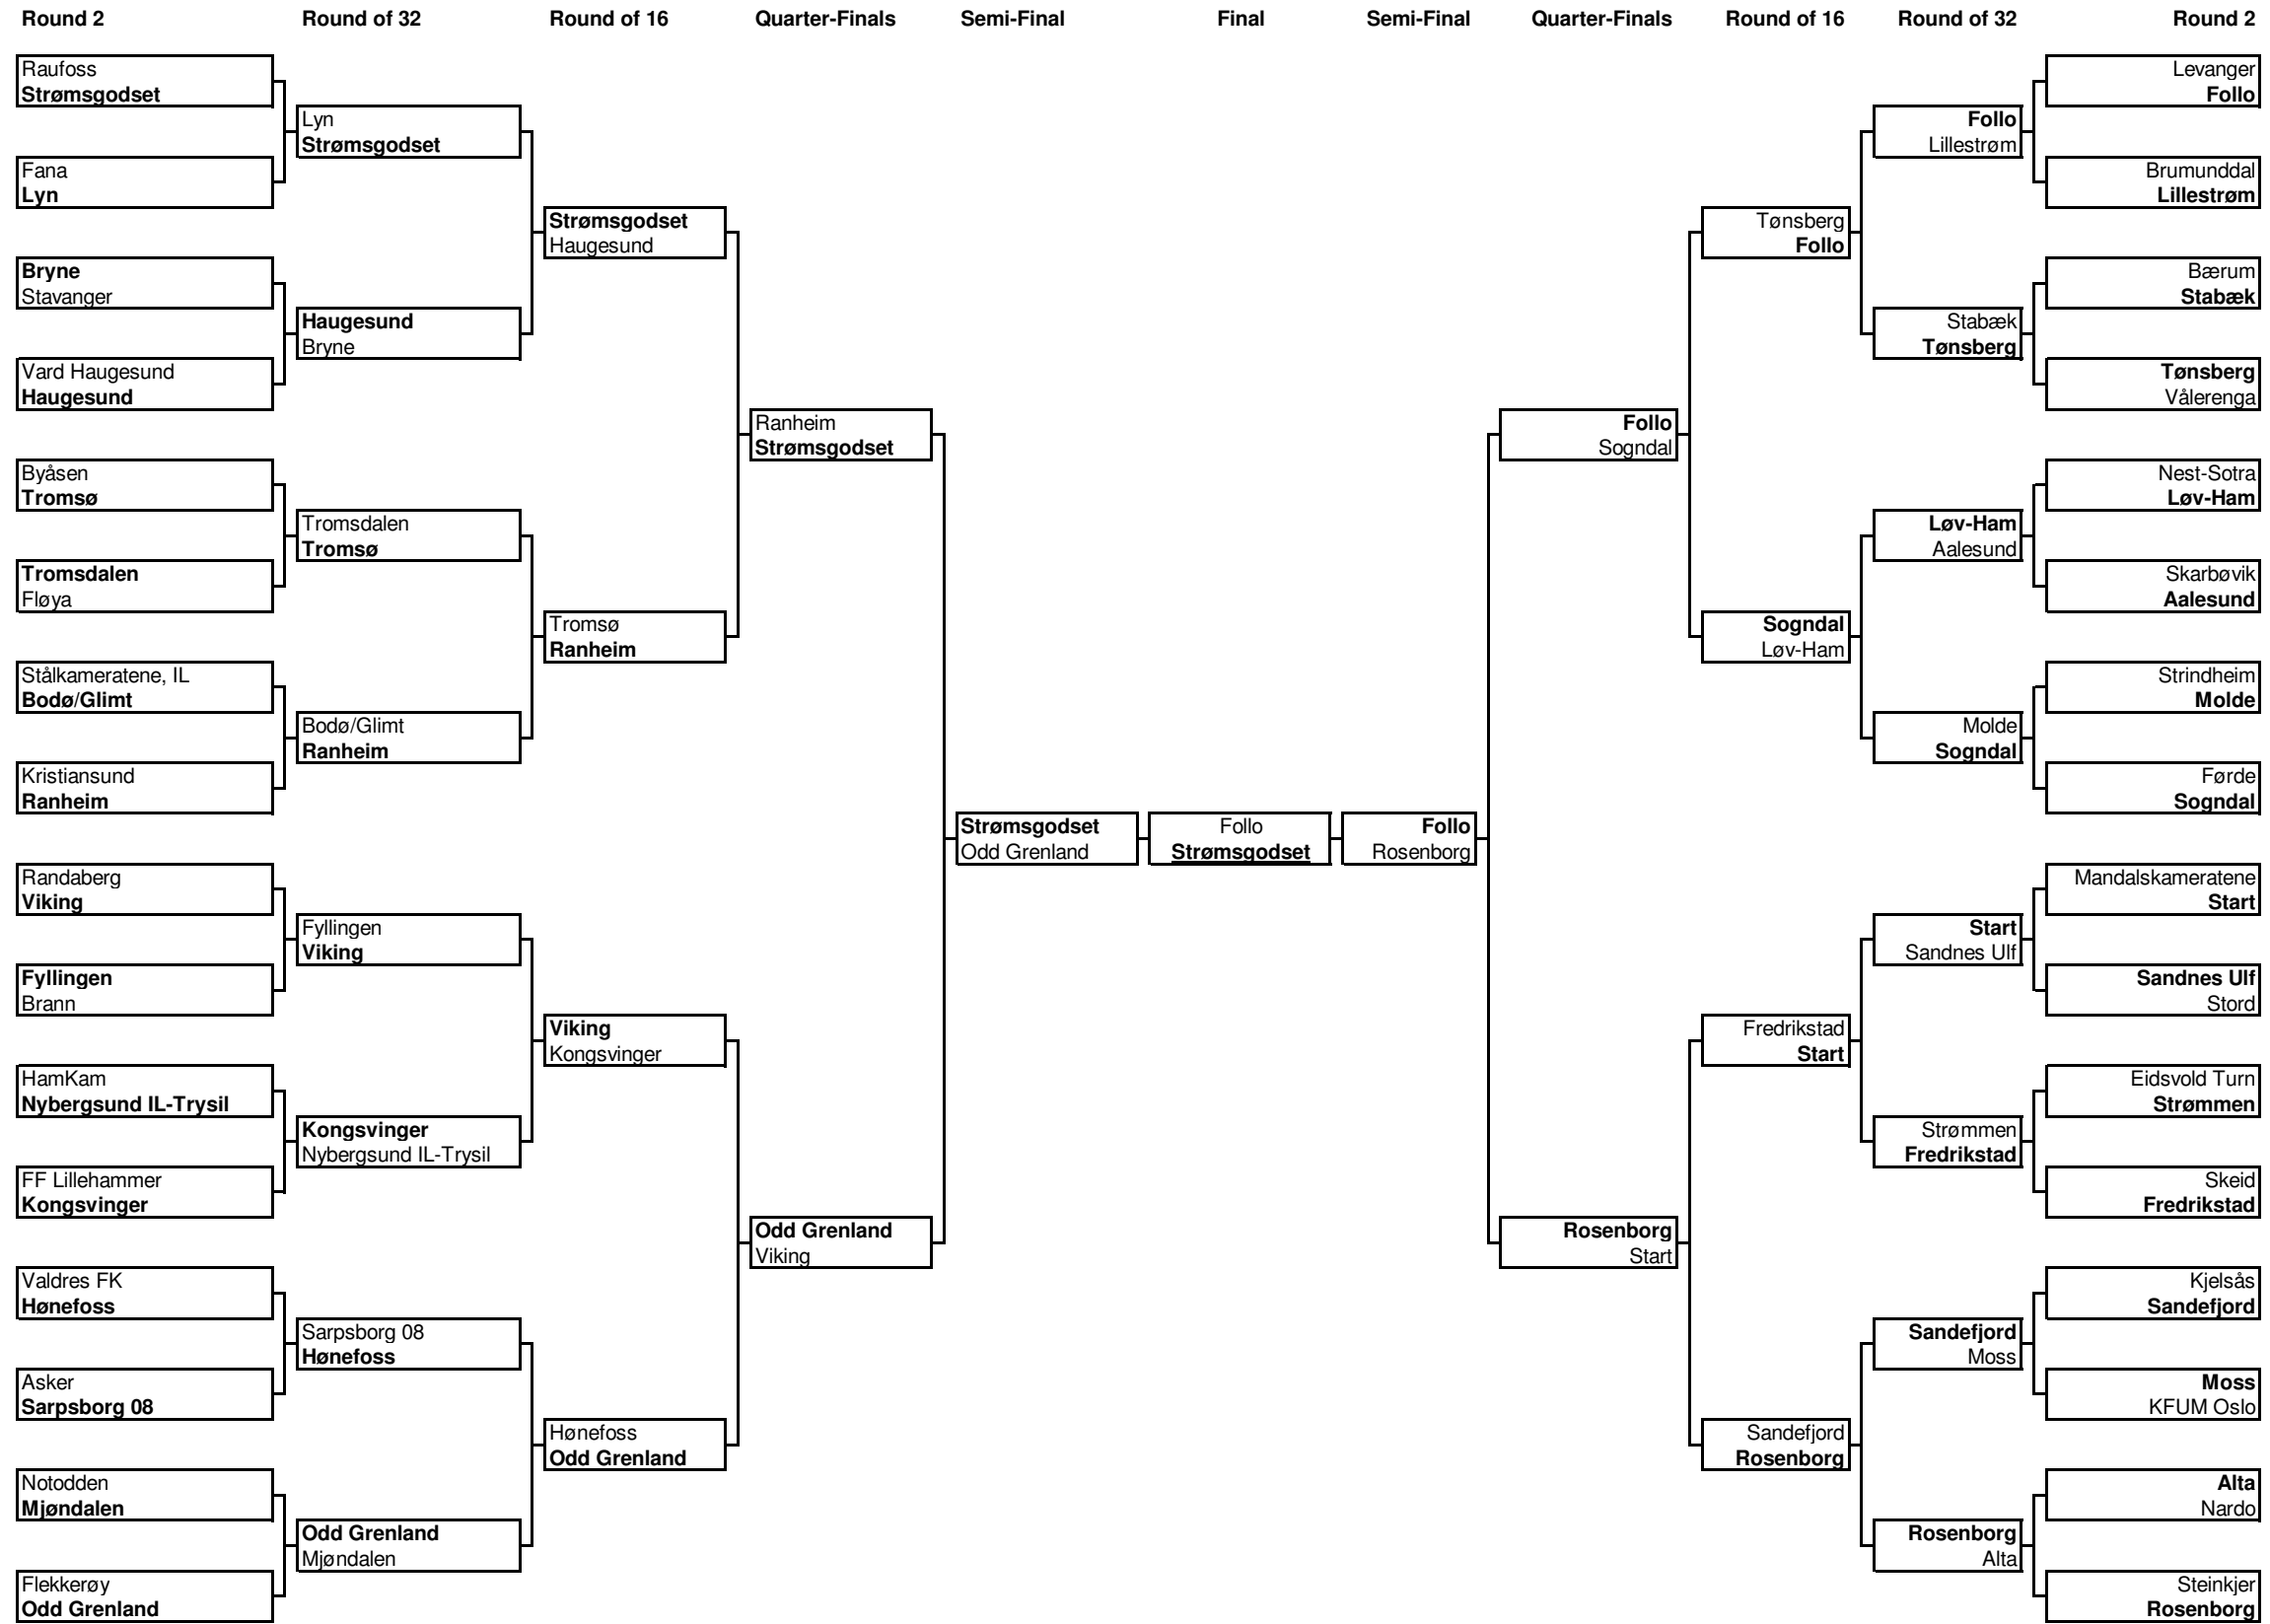 Round 2
Round of 32
Round of 16
Quarter-Finals
Semi-Final
Final
Semi-Final
Quarter-Finals
Round of 16
Round of 32
Round 2
Raufoss
Strømsgodset
Fana
Lyn
Bryne
Stavanger
Vard Haugesund
Haugesund
Byåsen
Tromsø
Tromsdalen
Fløya
Stålkameratene, IL
Bodø/Glimt
Kristiansund
Ranheim
Randaberg
Viking
Fyllingen
Brann
HamKam
Nybergsund IL-Trysil
FF Lillehammer
Kongsvinger
Valdres FK
Hønefoss
Asker
Sarpsborg 08
Notodden
Mjøndalen
Flekkerøy
Odd Grenland
Lyn
Strømsgodset
Haugesund
Bryne
Tromsdalen
Tromsø
Bodø/Glimt
Ranheim
Fyllingen
Viking
Kongsvinger
Nybergsund IL-Trysil
Sarpsborg 08
Hønefoss
Odd Grenland
Mjøndalen
Strømsgodset
Haugesund
Tromsø
Ranheim
Viking
Kongsvinger
Hønefoss
Odd Grenland
Ranheim
Strømsgodset
Odd Grenland
Viking
Strømsgodset
Odd Grenland
Follo
Strømsgodset
Follo
Rosenborg
Follo
Sogndal
Rosenborg
Start
Tønsberg
Follo
Sogndal
Løv-Ham
Fredrikstad
Start
Sandefjord
Rosenborg
Follo
Lillestrøm
Stabæk
Tønsberg
Løv-Ham
Aalesund
Molde
Sogndal
Start
Sandnes Ulf
Strømmen
Fredrikstad
Sandefjord
Moss
Rosenborg
Alta
Levanger
Follo
Brumunddal
Lillestrøm
Bærum
Stabæk
Tønsberg
Vålerenga
Nest-Sotra
Løv-Ham
Skarbøvik
Aalesund
Strindheim
Molde
Førde
Sogndal
Mandalskameratene
Start
Sandnes Ulf
Stord
Eidsvold Turn
Strømmen
Skeid
Fredrikstad
Kjelsås
Sandefjord
Moss
KFUM Oslo
Alta
Nardo
Steinkjer
Rosenborg